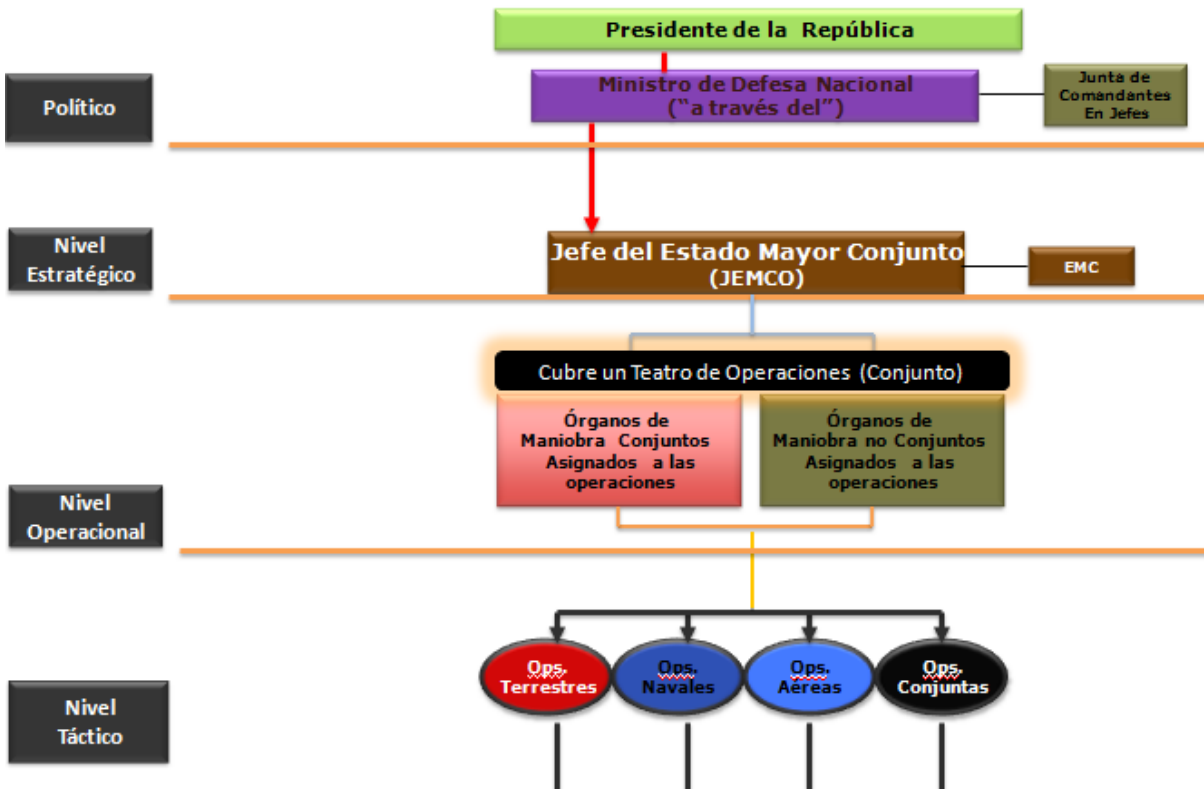 Presidente de la República
Ministro de Defesa Nacional
("a través del")
Junta de
Comandantes
En Jefes
Político
Nivel
Estratégico
Jefe del Estado Mayor Conjunto
(JEMCO)
EMC
Cubre un Teatro de Operaciones (Conjunto)
Órganos de
Maniobra Conjuntos
Asignados a las
operaciones
Órganos de
Maniobra no Conjuntos
Asignados a las
operaciones
Nivel
Operacional
Ops.
Terrestres
Ops.
Navales
Ops.
Aéreas
Ops.
Conjuntas
Nivel
Táctico